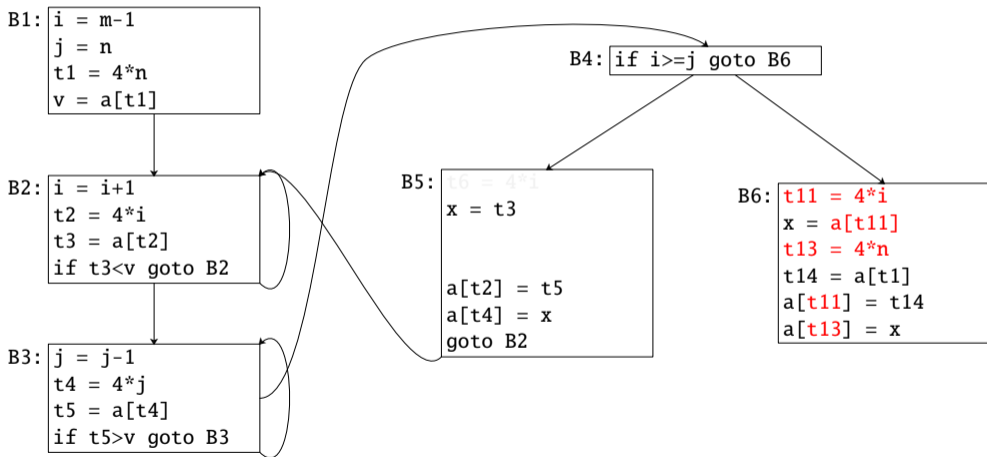 B1: i = m-1
j = n
t1 = 4*n
v = a[t1]
B2: i = i+1
t2 = 4*i
t3 = a[t2]
if t3<v goto B2
B3: j = j-1
t4 = 4*j
t5 = a[t4]
if t5>v goto B3
B4: if i>=j goto B6
B5: t6 = 4*i
x = t3
a[t2] = t5
a[t4] = x
goto B2
B6: t11 = 4*i
x = a[t11]
t13 = 4*n
t14 = a[t1]
a[t11] = t14
a[t13] = x